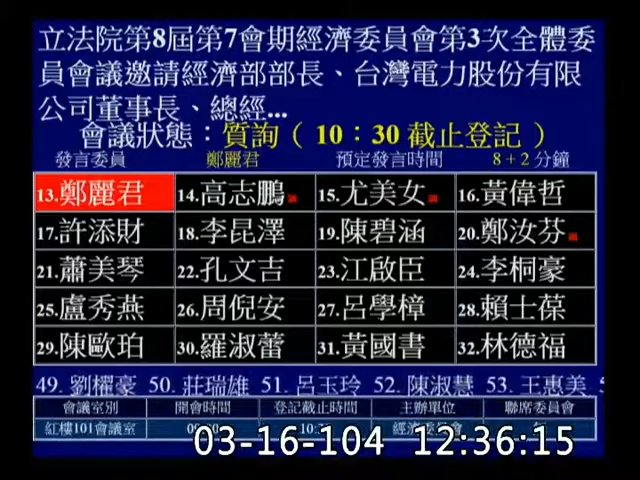 立法院第8屆第7會期經濟委員會第3次全體委
員會議邀請經濟部部長、台灣電力股份有限
公司董事長、總經...
會議狀態：質詢（10：30 截止登記）
發言委員 鄭麗君 預定發言時間 8 + 2 分鐘
13.鄭麗君 14.高志鵬 15.尤美女 16.黃偉哲
17.許添財 18.李昆澤 19.陳碧涵 20.鄭汝芬
21.蕭美琴 22.孔文吉 23.江啟臣 24.李桐豪
25.盧秀燕 26.周倪安 27.呂學樟 28.賴士葆
29.陳歐珀 30.羅淑蕾 31.黃國書 32.林德福
49. 劉櫂豪 50. 莊瑞雄 51. 呂玉玲 52. 陳淑慧 53. 王惠美
會議室別 開會時間 登記截止時間 主辦單位 聯席委員會
紅樓101會議室 經濟委員會
03-16-104 12:36:15